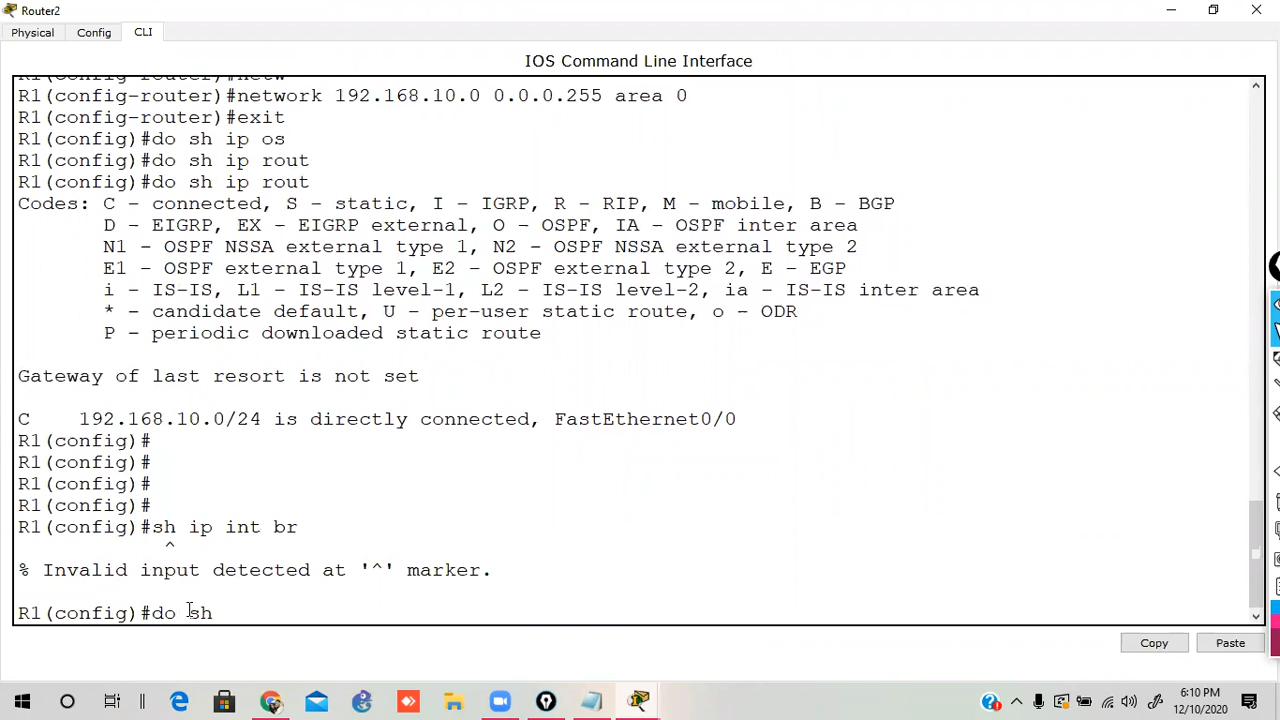 Router2
Physical Config CLI
IOS Command Line Interface
R1(config-router)#netw
R1(config-router)#network 192.168.10.0 0.0.0.255 area 0
R1(config-router)#exit
R1(config)#do sh ip os
R1(config)#do sh ip rout
R1(config)#do sh ip rout
Codes: C - connected, S - static, I - IGRP, R - RIP, M - mobile, B - BGP
D - EIGRP, EX - EIGRP external, O - OSPF, IA - OSPF inter area
N1 - OSPF NSSA external type 1, N2 - OSPF NSSA external type 2
E1 - OSPF external type 1, E2 - OSPF external type 2, E - EGP
i - IS-IS, L1 - IS-IS level-1, L2 - IS-IS level-2, ia - IS-IS inter area
* - candidate default, U - per-user static route, o - ODR
P - periodic downloaded static route
Gateway of last resort is not set
C 192.168.10.0/24 is directly connected, FastEthernet0/0
R1(config)#
R1(config)#
R1(config)#
R1(config)#
R1(config)#sh ip int br
^
% Invalid input detected at '^' marker.
R1(config)#do sh
Copy Paste
6:10 PM
12/10/2020